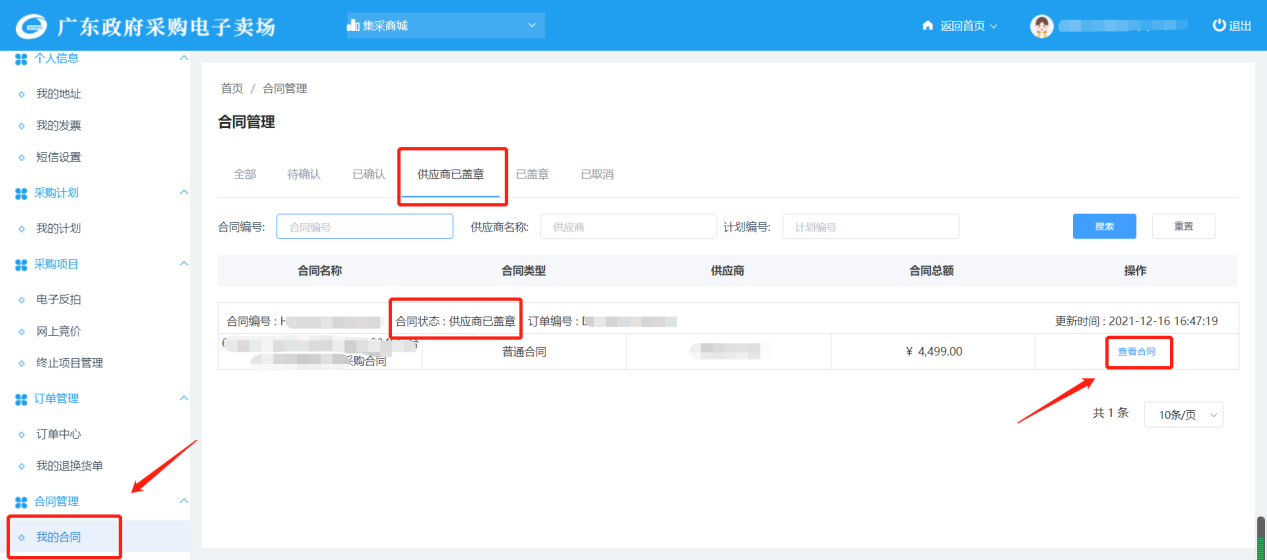 广东政府采购电子卖场
集采商城
返回首页
退出
个人信息
我的地址
我的发票
短信设置
采购计划
我的计划
采购项目
电子反拍
网上竞价
终止项目管理
订单管理
订单中心
我的退换货单
合同管理
我的合同
首页 / 合同管理
合同管理
全部 待确认 已确认 供应商已盖章 已盖章 已取消
合同编号: 合同编号 供应商名称: 供应商 计划编号: 计划编号 搜索 重置
合同名称 合同类型 供应商 合同总额 操作
合同编号 : H 合同状态 : 供应商已盖章 订单编号 : 更新时间 : 2021-12-16 16:47:19
采购合同 普通合同 ¥ 4,499.00 查看合同
共 1 条 10条/页